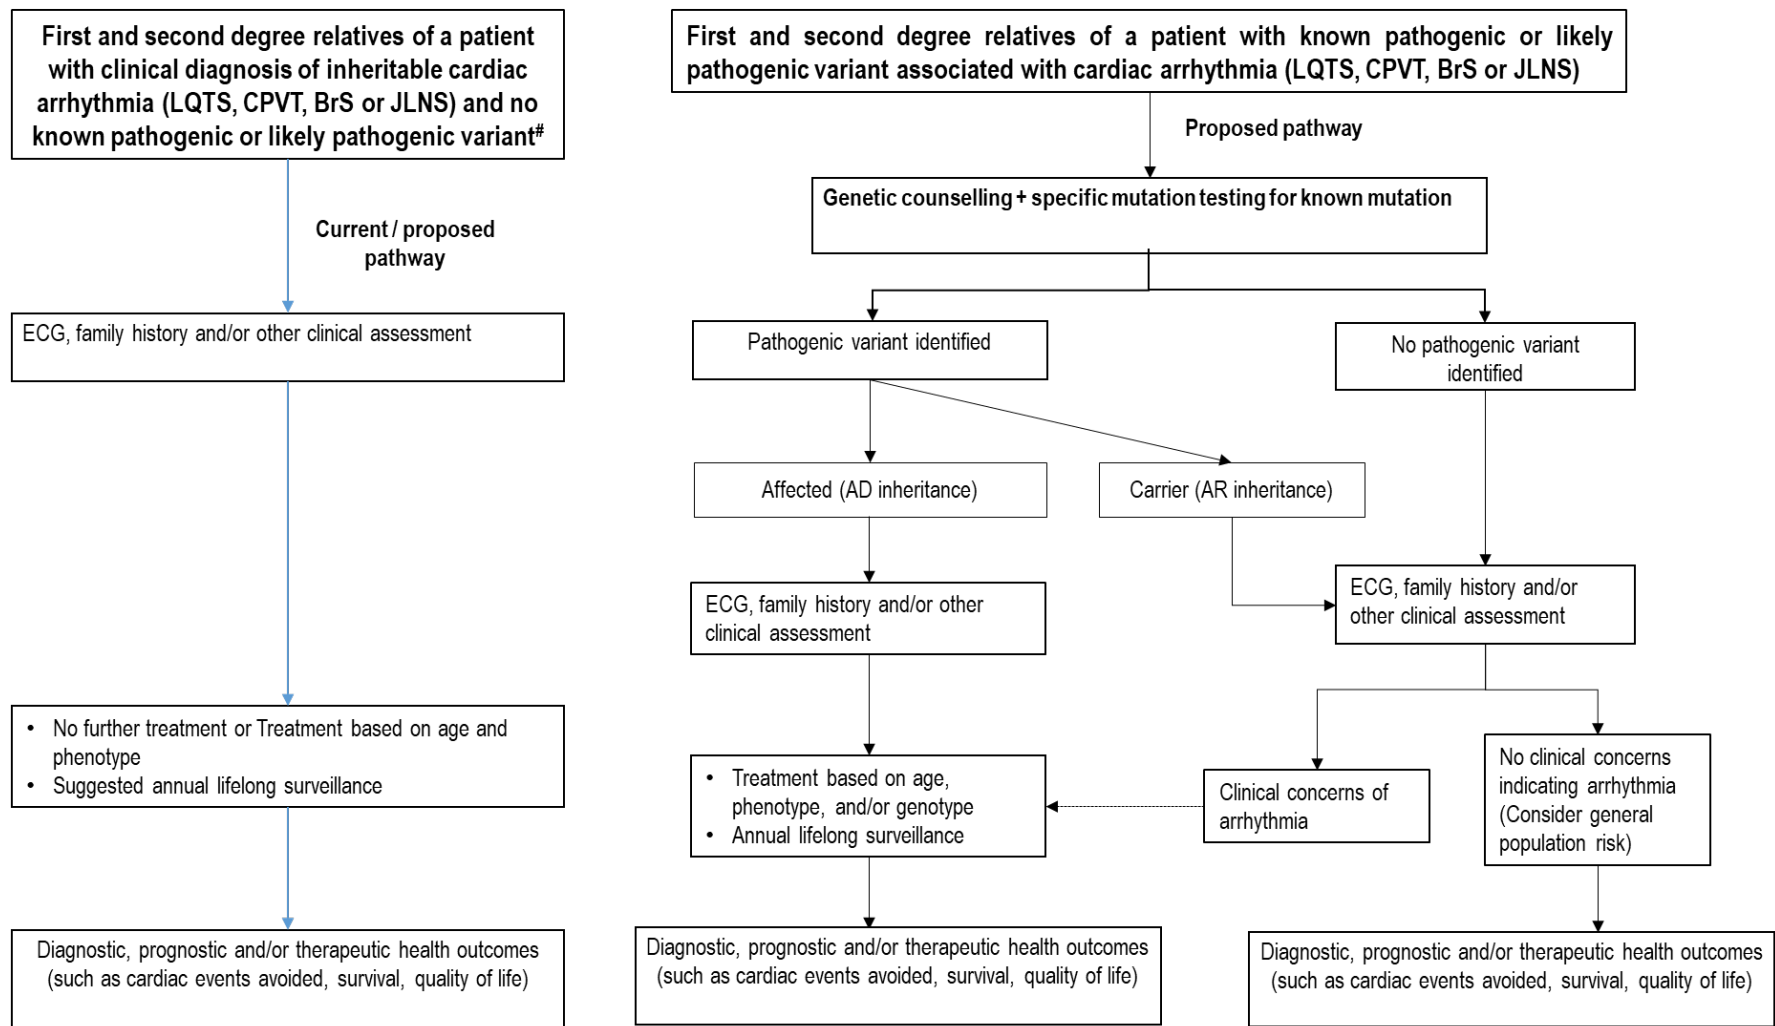 First and second degree relatives of a patient
with clinical diagnosis of inheritable cardiac
arrhythmia (LQTS, CPVT, BrS or JLNS) and no
known pathogenic or likely pathogenic variant#
Current / proposed
pathway
ECG, family history and/or other clinical assessment
• No further treatment or Treatment based on age and
phenotype
• Suggested annual lifelong surveillance
Diagnostic, prognostic and/or therapeutic health outcomes
(such as cardiac events avoided, survival, quality of life)
First and second degree relatives of a patient with known pathogenic or likely
pathogenic variant associated with cardiac arrhythmia (LQTS, CPVT, BrS or JLNS)
Proposed pathway
Genetic counselling + specific mutation testing for known mutation
Pathogenic variant identified
No pathogenic variant
identified
Affected (AD inheritance)
Carrier (AR inheritance)
ECG, family history and/or other
clinical assessment
ECG, family history and/or
other clinical assessment
• Treatment based on age,
phenotype, and/or genotype
• Annual lifelong surveillance
Clinical concerns of
arrhythmia
No clinical concerns
indicating arrhythmia
(Consider general
population risk)
Diagnostic, prognostic and/or therapeutic health outcomes
(such as cardiac events avoided, survival, quality of life)
Diagnostic, prognostic and/or therapeutic health outcomes
(such as cardiac events avoided, survival, quality of life)